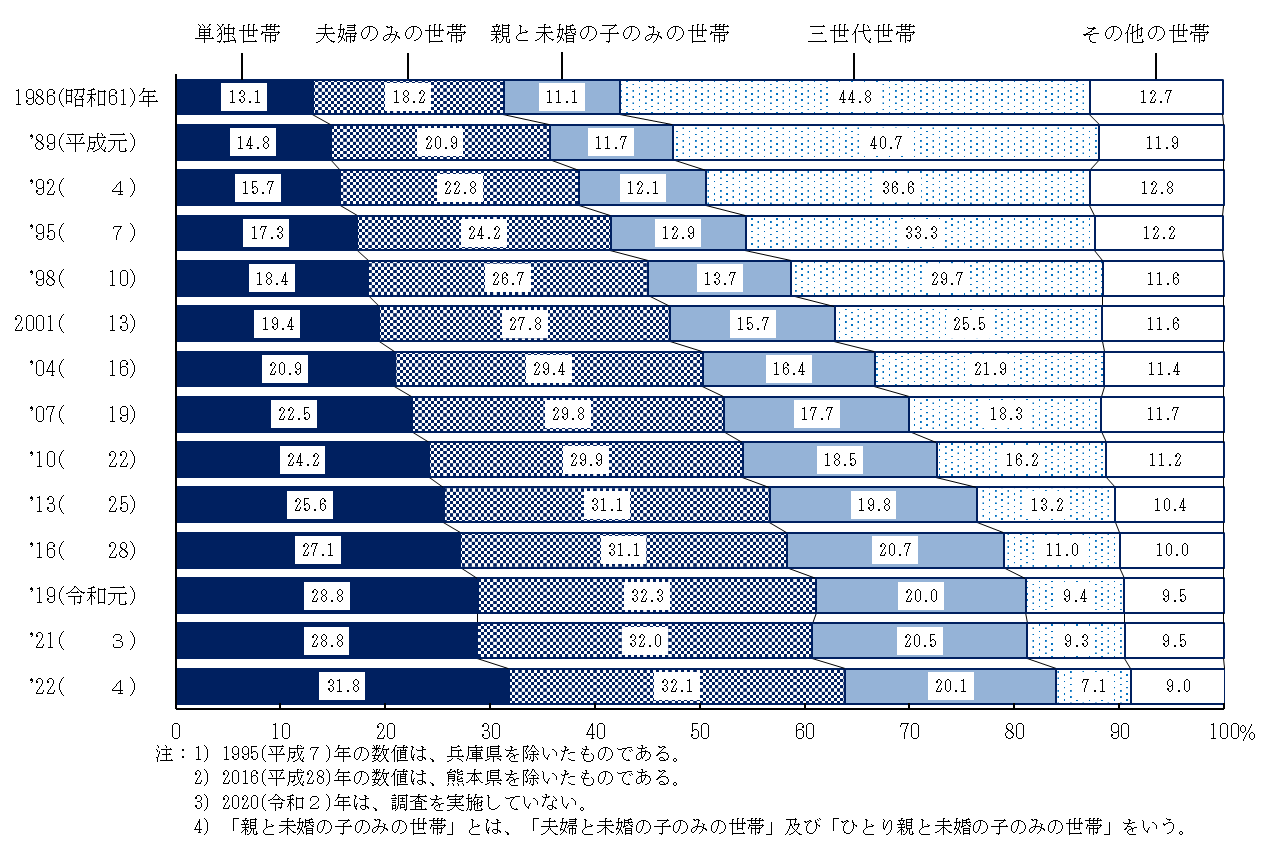 単独世帯　夫婦のみの世帯　親と未婚の子のみの世帯　三世代世帯　その他の世帯
1986(昭和61)年 13.1 18.2 11.1 44.8 12.7
’89(平成元) 14.8 20.9 11.7 40.7 11.9
’92(　　４) 15.7 22.8 12.1 36.6 12.8
’95(　　７) 17.3 24.2 12.9 33.3 12.2
’98(　　10) 18.4 26.7 13.7 29.7 11.6
2001(　　13) 19.4 27.8 15.7 25.5 11.6
’04(　　16) 20.9 29.4 16.4 21.9 11.4
’07(　　19) 22.5 29.8 17.7 18.3 11.7
’10(　　22) 24.2 29.9 18.5 16.2 11.2
’13(　　25) 25.6 31.1 19.8 13.2 10.4
’16(　　28) 27.1 31.1 20.7 11.0 10.0
’19(令和元) 28.8 32.3 20.0 9.4 9.5
’21(　　３) 28.8 32.0 20.5 9.3 9.5
’22(　　４) 31.8 32.1 20.1 7.1 9.0
0 10 20 30 40 50 60 70 80 90 100%
注：1) 1995(平成７)年の数値は、兵庫県を除いたものである。
2) 2016(平成28)年の数値は、熊本県を除いたものである。
3) 2020(令和２)年は、調査を実施していない。
4) 「親と未婚の子のみの世帯」とは、「夫婦と未婚の子のみの世帯」及び「ひとり親と未婚の子のみの世帯」をいう。